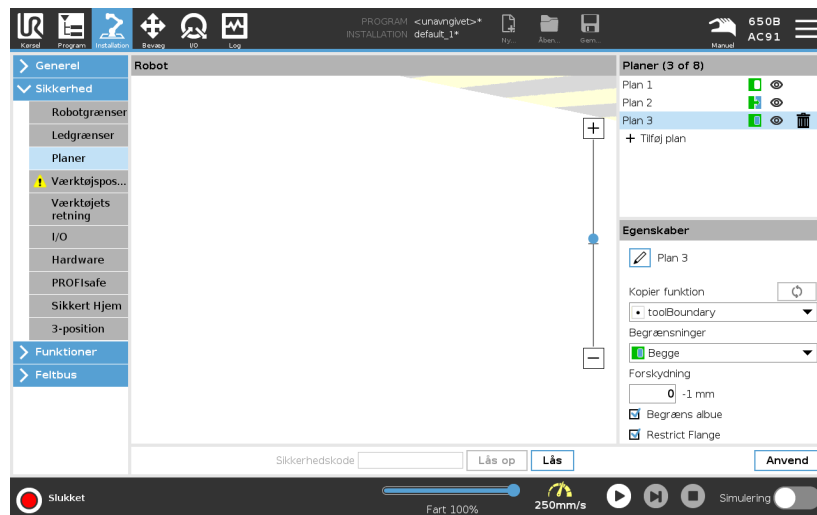 PROGRAM <unavngivet>*
INSTALLATION default_1*
UR
Kørsel
Program
Installation
Bevæg
I/O
Log
Ny...
Åben...
Gem...
Manuel
650B
AC91
Generel
Sikkerhed
Robotgrænser
Ledgrænser
Planer
Værktøjspos...
Værktøjets
retning
I/O
Hardware
PROFIsafe
Sikkert Hjem
3-position
Funktioner
Feltbus
Robot
Sikkerhedskode
Lås op
Lås
Planer (3 of 8)
Plan 1
Plan 2
Plan 3
+ Tilføj plan
Egenskaber
Plan 3
Kopier funktion
toolBoundary
Begrænsninger
Begge
Forskydning
0 -1 mm
Begræns albue
Restrict Flange
Anvend
Slukket
Fart 100%
250mm/s
Simulering